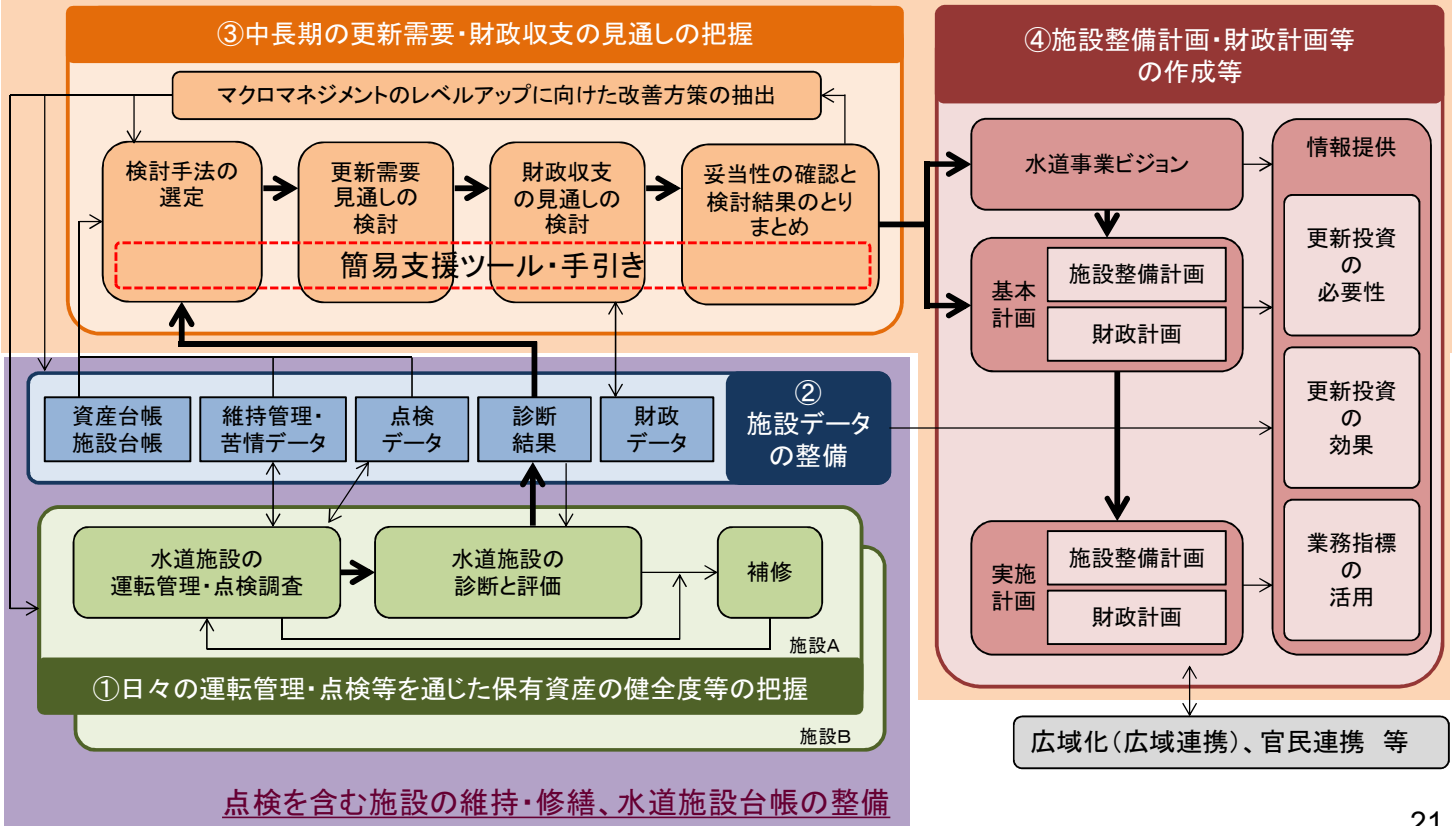 ③中長期の更新需要・財政収支の見通しの把握
マクロマネジメントのレベルアップに向けた改善方策の抽出
検討手法の
選定
更新需要
見通しの
検討
財政収支
の見通しの
検討
妥当性の確認と
検討結果のとり
まとめ
簡易支援ツール・手引き
④施設整備計画・財政計画等
の作成等
水道事業ビジョン
基本
計画
施設整備計画
財政計画
実施
計画
施設整備計画
財政計画
情報提供
更新投資
の
必要性
更新投資
の
効果
業務指標
の
活用
資産台帳
施設台帳
維持管理・
苦情データ
点検
データ
診断
結果
財政
データ
②
施設データ
の整備
水道施設の
運転管理・点検調査
水道施設の
診断と評価
補修
施設A
①日々の運転管理・点検等を通じた保有資産の健全度等の把握
施設B
広域化(広域連携)、官民連携 等
点検を含む施設の維持・修繕、水道施設台帳の整備
21